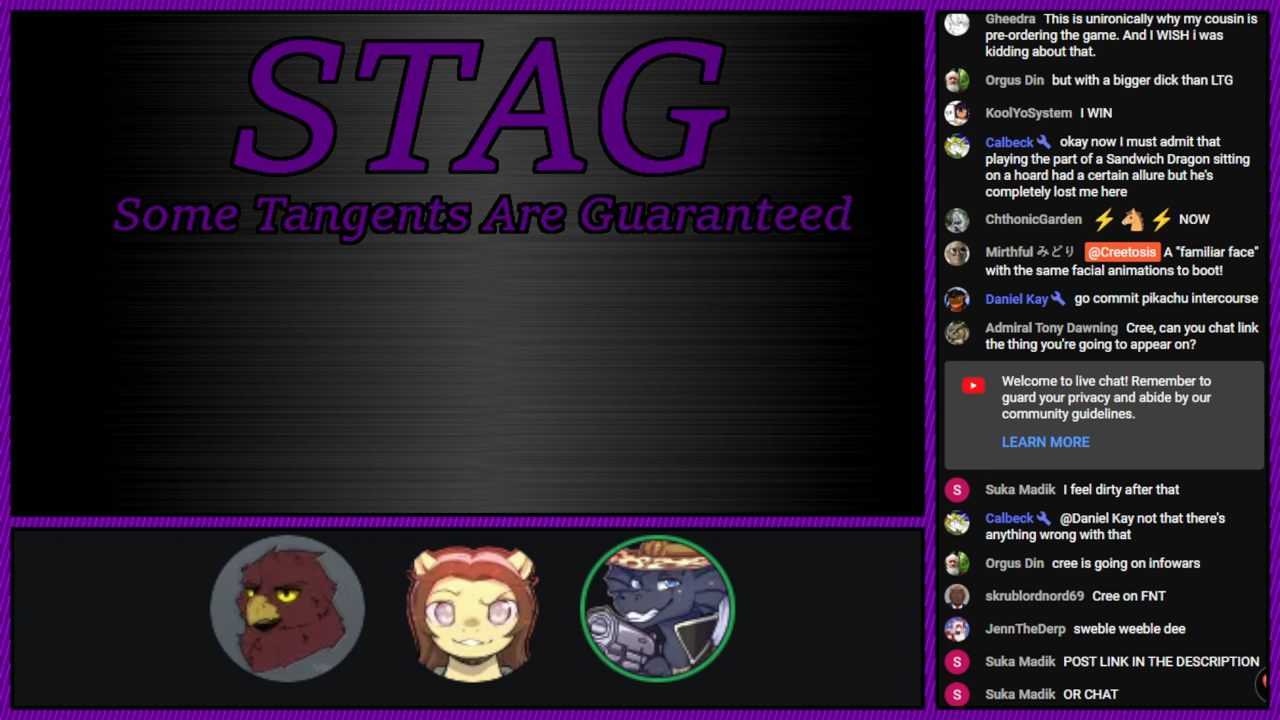 STAG
Some Tangents Are Guaranteed
Gheedra This is unironically why my cousin is
pre-ordering the game. And I WISH i was
kidding about that.
Orgus Din but with a bigger dick than LTG
KoolYoSystem I WIN
Calbeck okay now I must admit that
playing the part of a Sandwich Dragon sitting
on a hoard had a certain allure but he's
completely lost me here
ChthonicGarden ⚡🐴⚡ NOW
Mirthful みどり @Creetosis A "familiar face"
with the same facial animations to boot!
Daniel Kay go commit pikachu intercourse
Admiral Tony Dawning Cree, can you chat link
the thing you're going to appear on?
Welcome to live chat! Remember to
guard your privacy and abide by our
community guidelines.
LEARN MORE
S Suka Madik I feel dirty after that
Calbeck @Daniel Kay not that there's
anything wrong with that
Orgus Din cree is going on infowars
skrublordnord69 Cree on FNT
JennTheDerp sweble weeble dee
S Suka Madik POST LINK IN THE DESCRIPTION
S Suka Madik OR CHAT